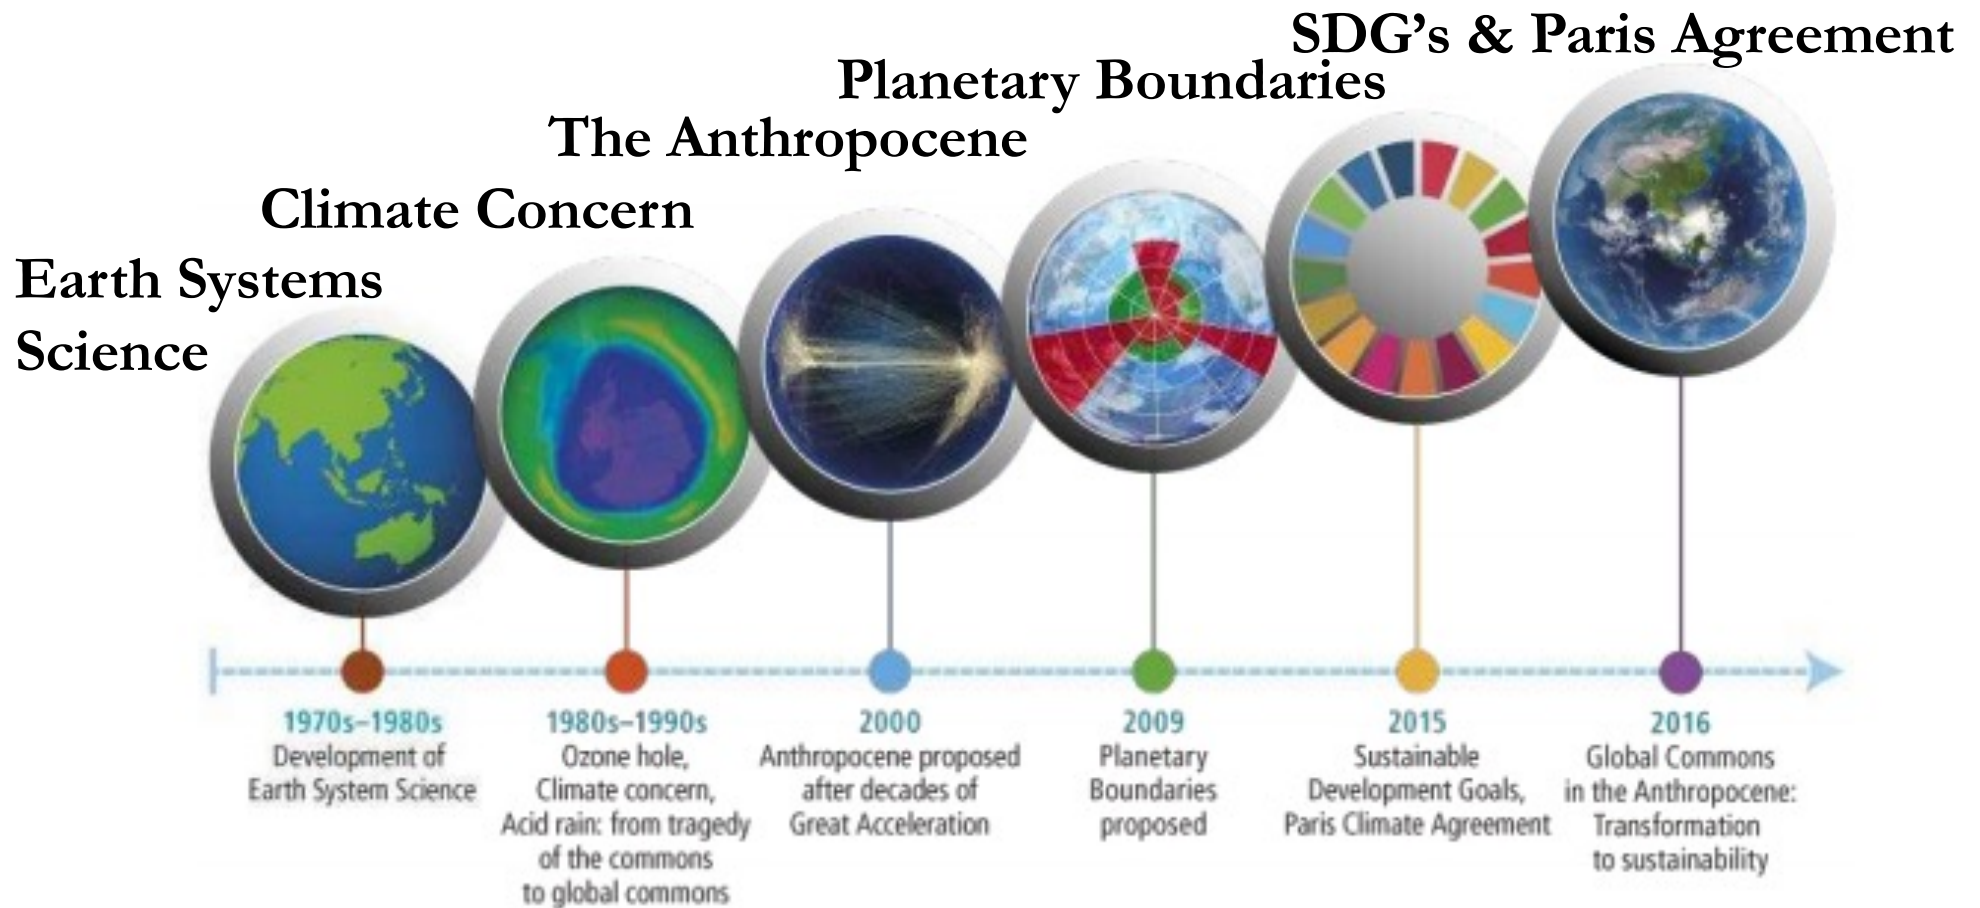 SDG’s & Paris Agreement
Planetary Boundaries
The Anthropocene
Climate Concern
Earth Systems
Science
1970s–1980s
Development of
Earth System Science
1980s–1990s
Ozone hole,
Climate concern,
Acid rain: from tragedy
of the commons
to global commons
2000
Anthropocene proposed
after decades of
Great Acceleration
2009
Planetary
Boundaries
proposed
2015
Sustainable
Development Goals,
Paris Climate Agreement
2016
Global Commons
in the Anthropocene:
Transformation
to sustainability